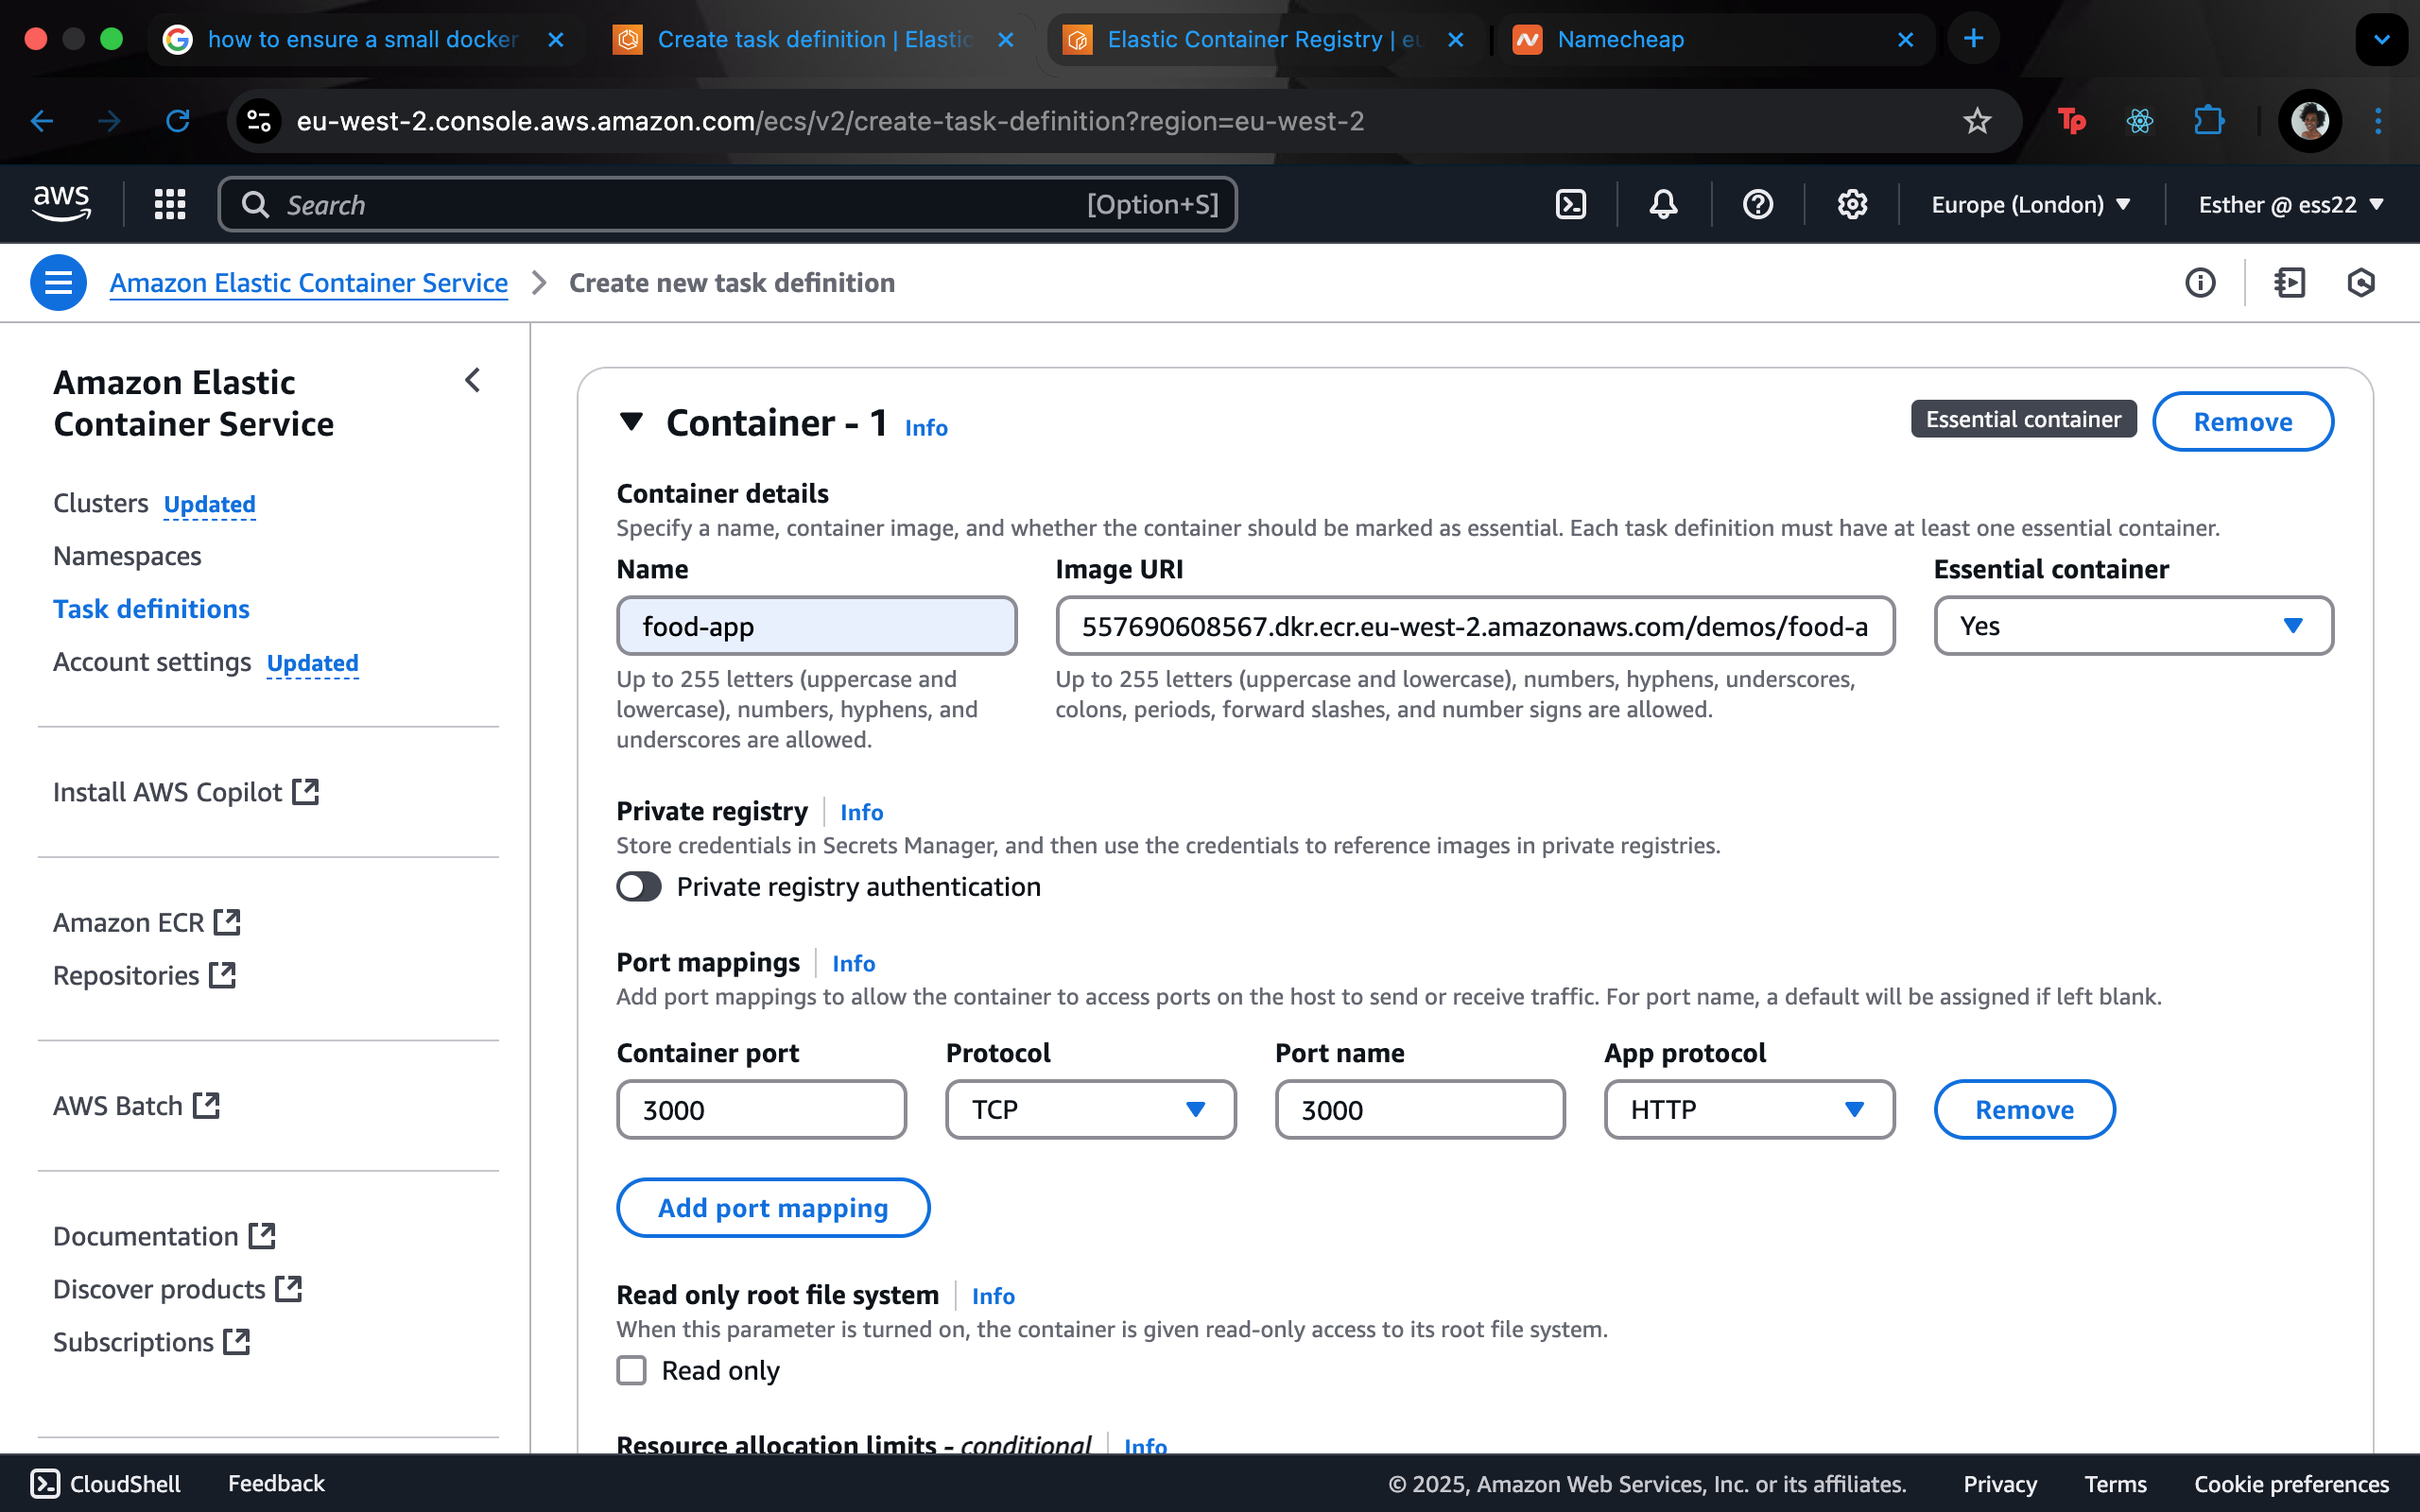 how to ensure a small docker
Create task definition | Elastic
Elastic Container Registry | eu
Namecheap
eu-west-2.console.aws.amazon.com/ecs/v2/create-task-definition?region=eu-west-2
Tp
aws
Search
[Option+S]
Europe (London)
Esther @ ess22
Amazon Elastic Container Service
Create new task definition
Amazon Elastic
Container Service
Clusters Updated
Namespaces
Task definitions
Account settings Updated
Install AWS Copilot
Amazon ECR
Repositories
AWS Batch
Documentation
Discover products
Subscriptions
Container - 1 Info
Essential container
Remove
Container details
Specify a name, container image, and whether the container should be marked as essential. Each task definition must have at least one essential container.
Name
food-app
Up to 255 letters (uppercase and
lowercase), numbers, hyphens, and
underscores are allowed.
Image URI
557690608567.dkr.ecr.eu-west-2.amazonaws.com/demos/food-a
Up to 255 letters (uppercase and lowercase), numbers, hyphens, underscores,
colons, periods, forward slashes, and number signs are allowed.
Essential container
Yes
Private registry Info
Store credentials in Secrets Manager, and then use the credentials to reference images in private registries.
Private registry authentication
Port mappings Info
Add port mappings to allow the container to access ports on the host to send or receive traffic. For port name, a default will be assigned if left blank.
Container port
3000
Protocol
TCP
Port name
3000
App protocol
HTTP
Remove
Add port mapping
Read only root file system Info
When this parameter is turned on, the container is given read-only access to its root file system.
Read only
Resource allocation limits - conditional Info
CloudShell
Feedback
© 2025, Amazon Web Services, Inc. or its affiliates.
Privacy
Terms
Cookie preferences